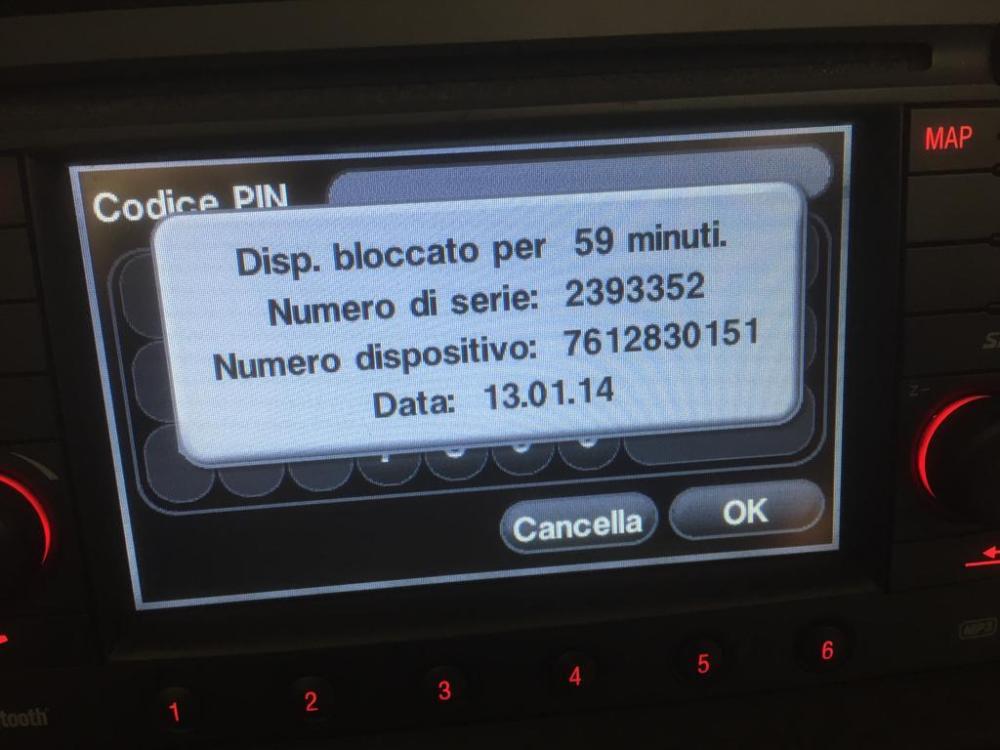 MAP
Codice PIN
Disp. bloccato per 59 minuti.
Numero di serie: 2393352
Numero dispositivo: 7612830151
Data: 13.01.14
Cancella
OK
1
2
3
4
5
6
MP3